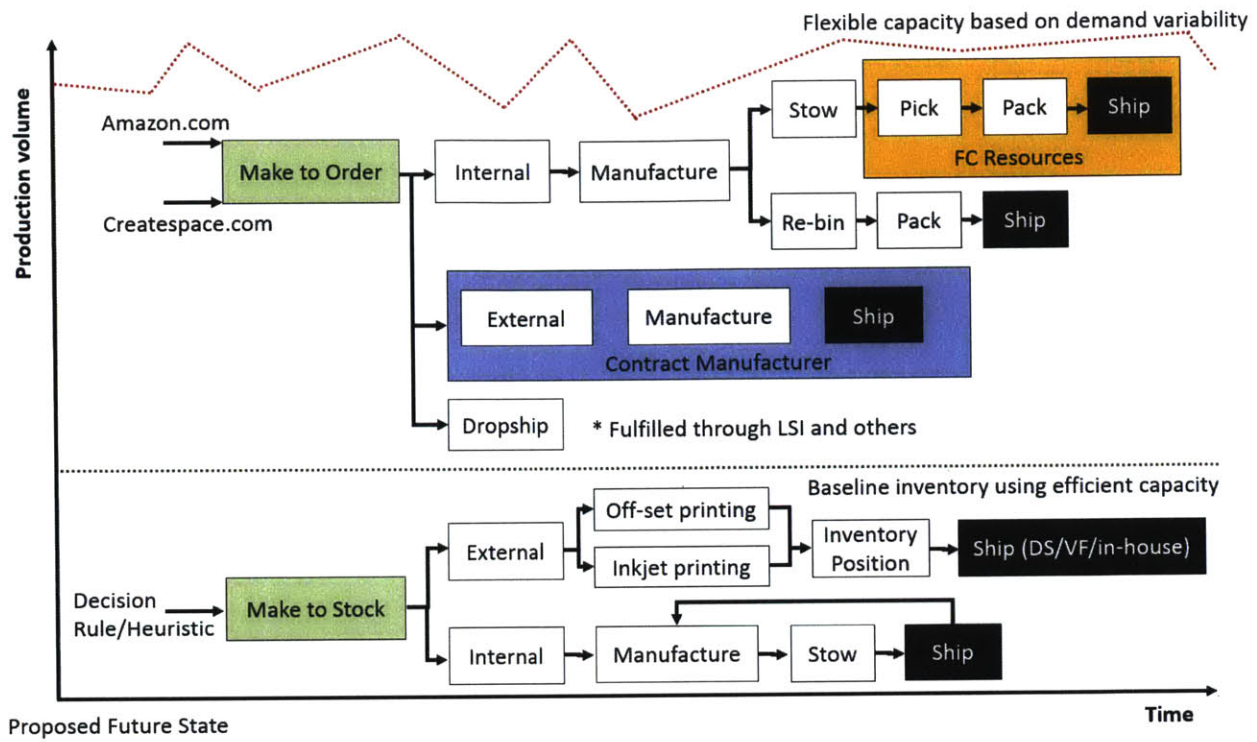 Flexible capacity based on demand variability
Production volume
Amazon.com
Createspace.com
Make to Order
Internal
Manufacture
Stow
Pick
Pack
Ship
FC Resources
Re-bin
Pack
Ship
External
Manufacture
Ship
Contract Manufacturer
Dropship
* Fulfilled through LSI and others
Baseline inventory using efficient capacity
Decision
Rule/Heuristic
Make to Stock
External
Off-set printing
Inkjet printing
Inventory
Position
Ship (DS/VF/in-house)
Internal
Manufacture
Stow
Ship
Time
Proposed Future State